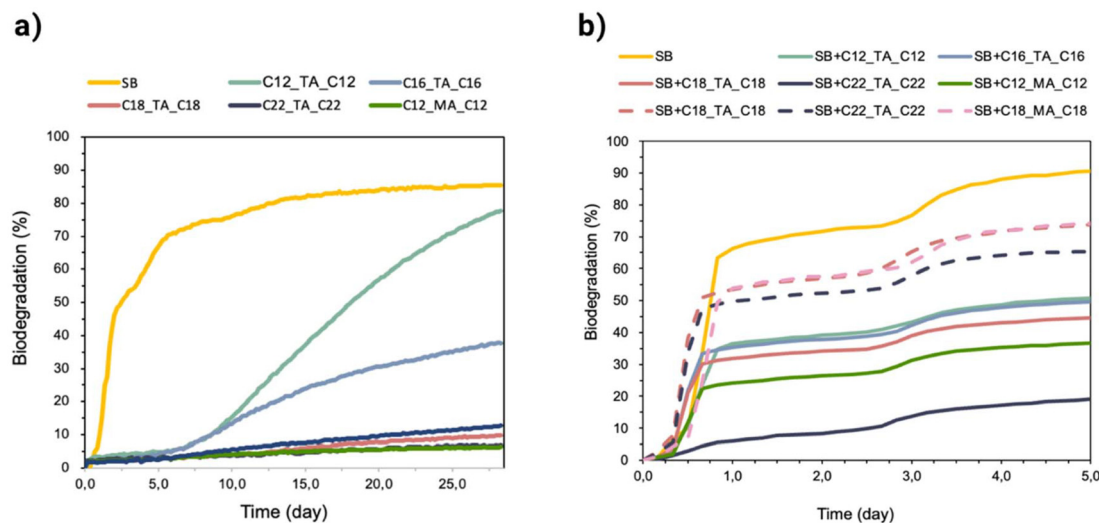 a)
SB C12_TA_C12 C16_TA_C16
C18_TA_C18 C22_TA_C22 C12_MA_C12
Biodegradation (%)
100
90
80
70
60
50
40
30
20
10
0
0,0 5,0 10,0 15,0 20,0 25,0
Time (day)
b)
SB SB+C12_TA_C12 SB+C16_TA_C16
SB+C18_TA_C18 SB+C22_TA_C22 SB+C12_MA_C12
SB+C18_TA_C18 SB+C22_TA_C22 SB+C18_MA_C18
Biodegradation (%)
100
90
80
70
60
50
40
30
20
10
0
0,0 1,0 2,0 3,0 4,0 5,0
Time (day)